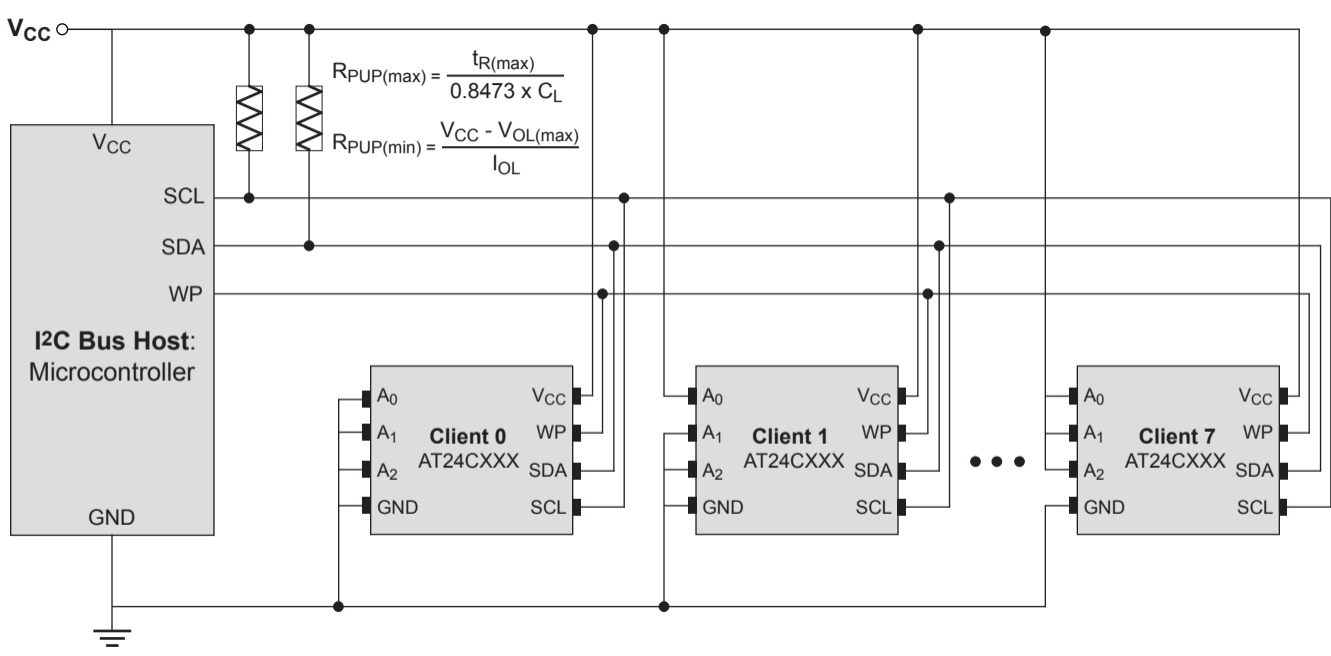 VCC
RPUP(max) = tR(max) / 0.8473 x CL
RPUP(min) = VCC - VOL(max) / IOL
VCC
SCL
SDA
WP
I2C Bus Host:
Microcontroller
GND
A0
A1
A2
GND
Client 0
AT24CXXX
VCC
WP
SDA
SCL
A0
A1
A2
GND
Client 1
AT24CXXX
VCC
WP
SDA
SCL
A0
A1
A2
GND
Client 7
AT24CXXX
VCC
WP
SDA
SCL